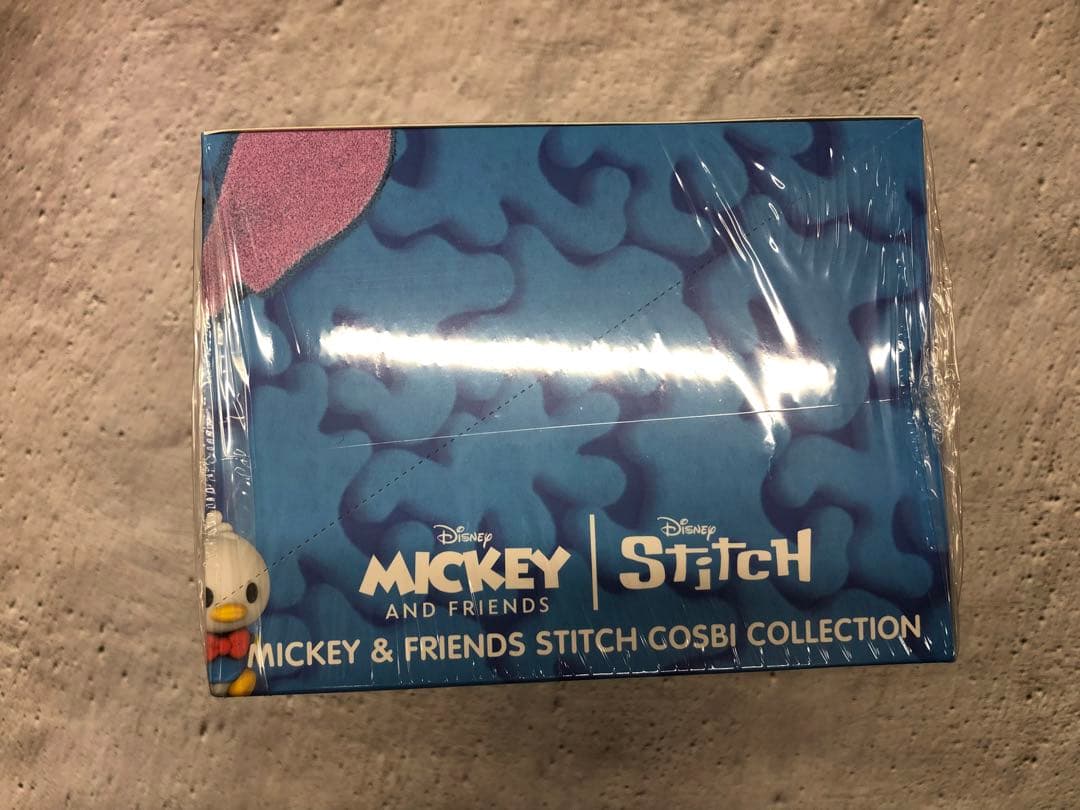 Disney
MICKEY
AND FRIENDS
Disney
Stitch
MICKEY & FRIENDS STITCH COSBI COLLECTION